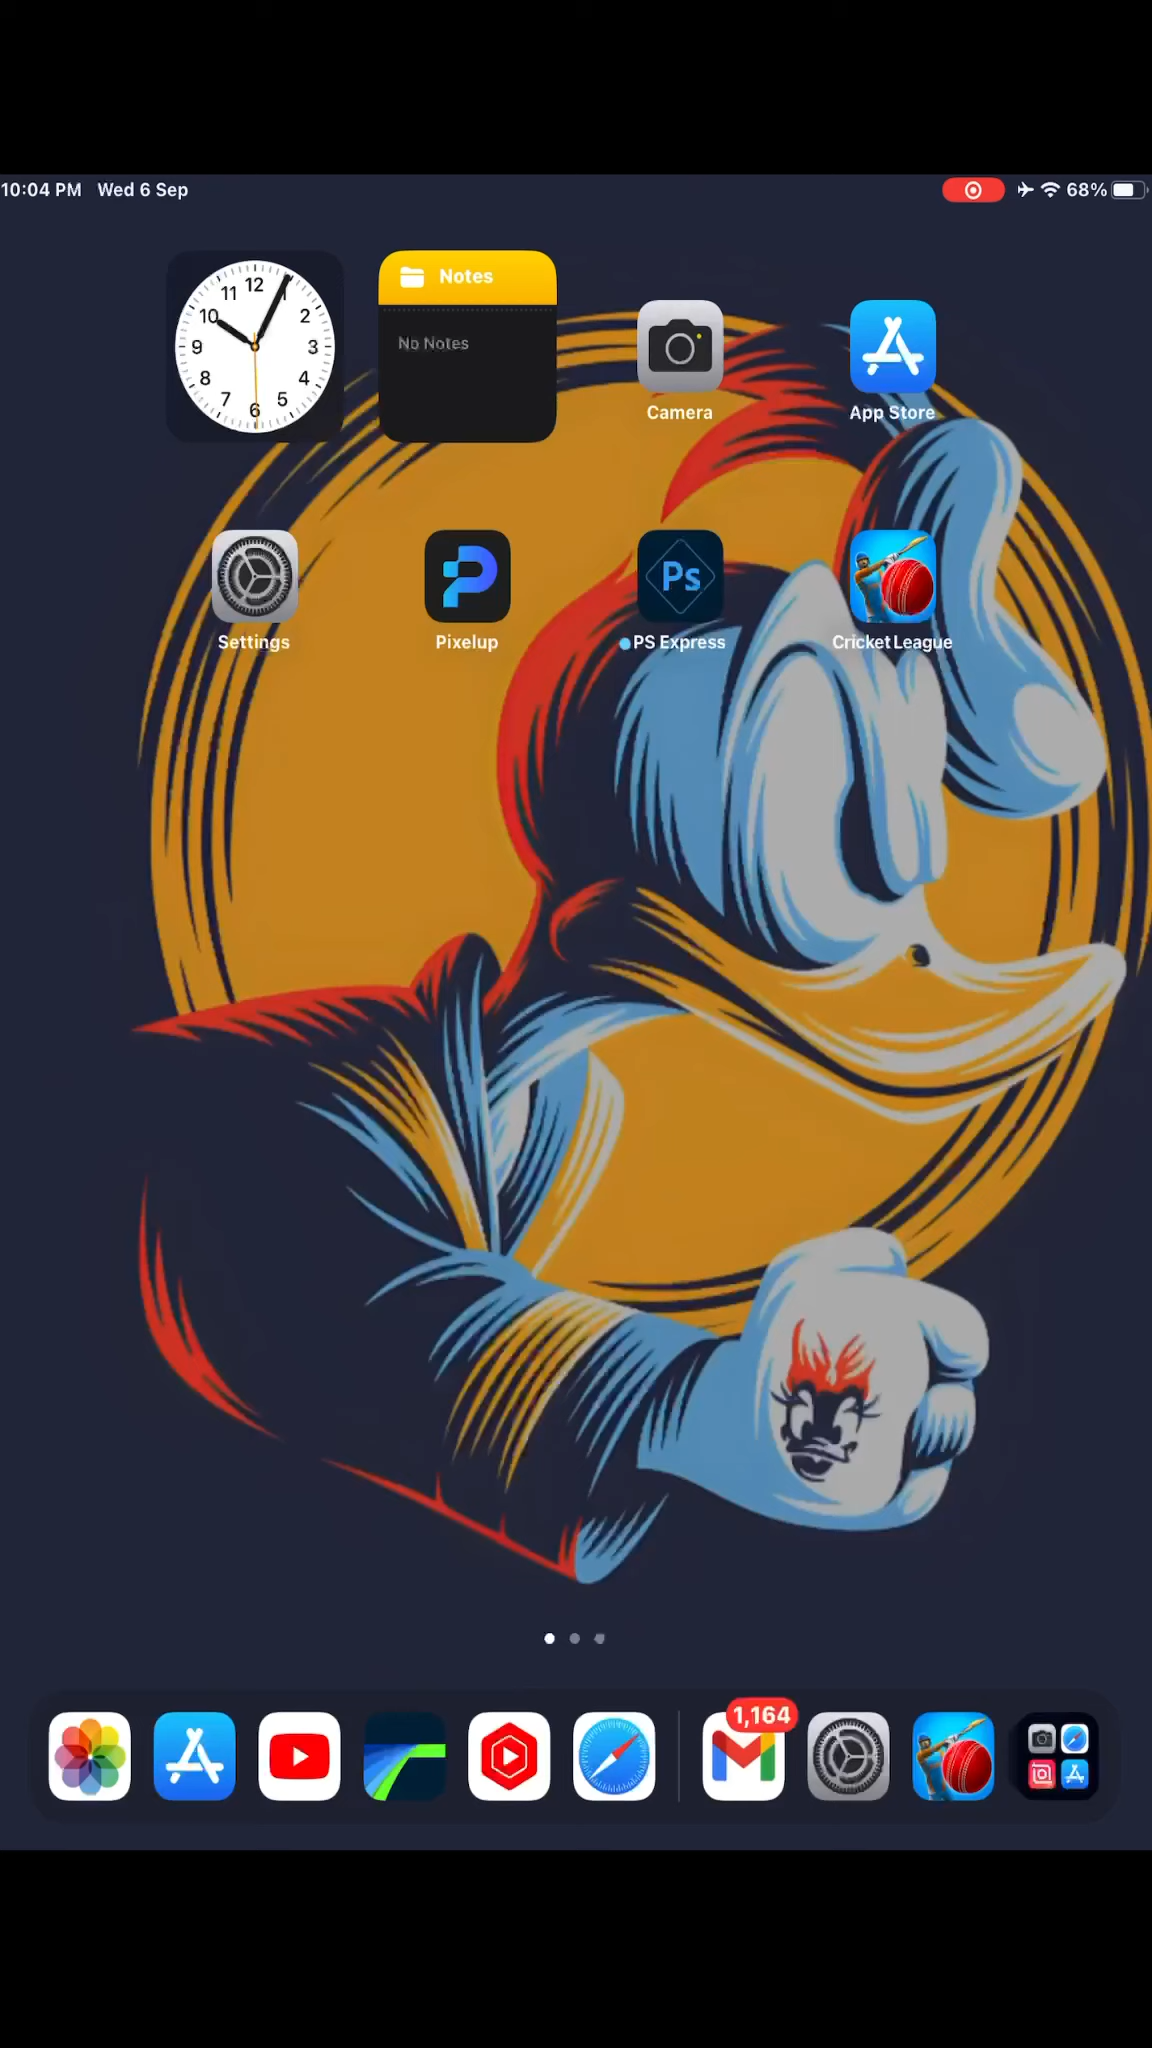 10:04 PM Wed 6 Sep
68%
12
11 1
10 2
9 3
8 4
7 5
6
Notes
No Notes
Camera
App Store
Ps
Settings
Pixelup
PS Express
Cricket League
1,164